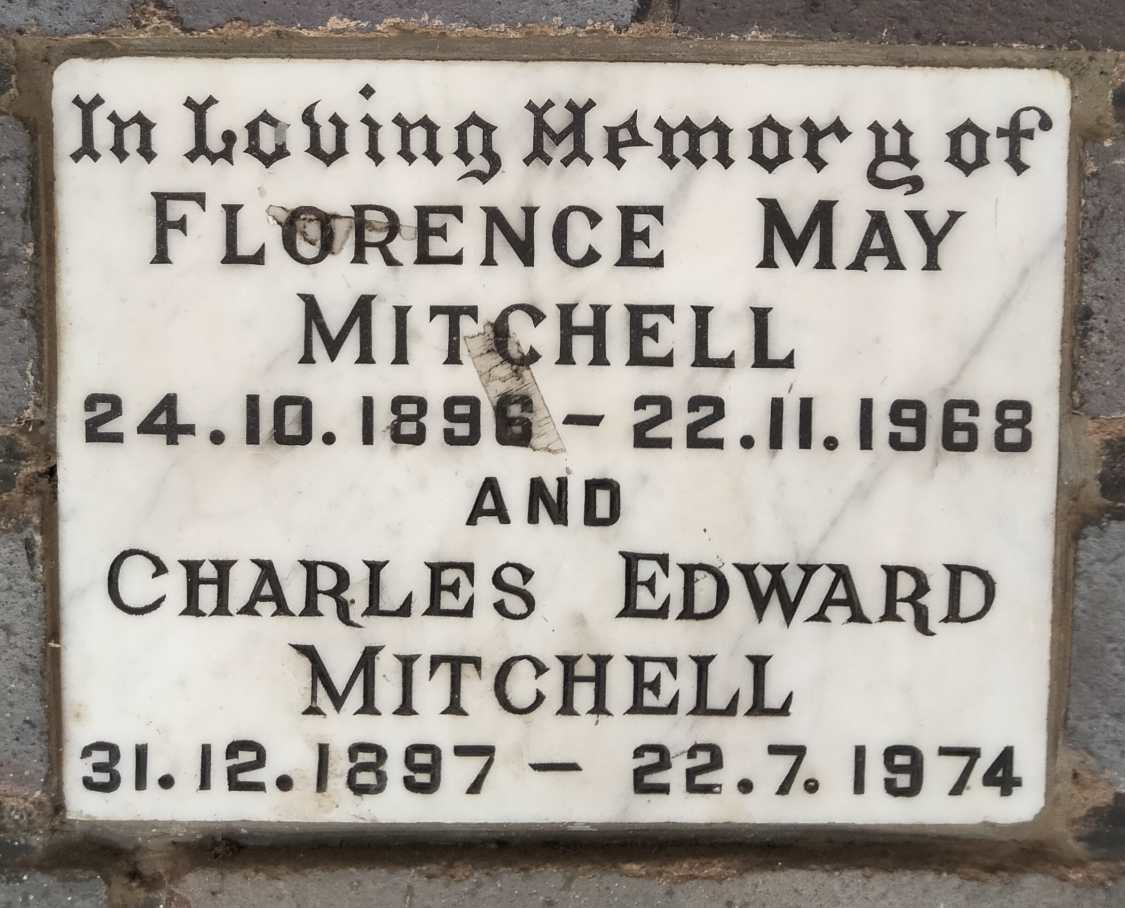 In Loving Memory of
FLORENCE MAY
MITCHELL
24.10.1896 – 22.11.1968
AND
CHARLES EDWARD
MITCHELL
31.12.1897 – 22.7.1974